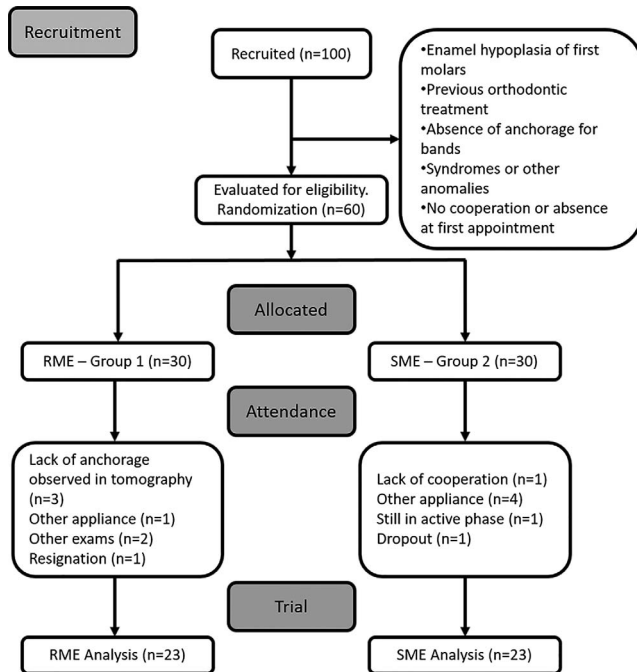 Recruitment
Recruited (n=100)
•Enamel hypoplasia of first
molars
•Previous orthodontic
treatment
•Absence of anchorage for
bands
•Syndromes or other
anomalies
•No cooperation or absence
at first appointment
Evaluated for eligibility.
Randomization (n=60)
Allocated
RME – Group 1 (n=30)
SME – Group 2 (n=30)
Attendance
Lack of anchorage
observed in tomography
(n=3)
Other appliance (n=1)
Other exams (n=2)
Resignation (n=1)
Lack of cooperation (n=1)
Other appliance (n=4)
Still in active phase (n=1)
Dropout (n=1)
Trial
RME Analysis (n=23)
SME Analysis (n=23)